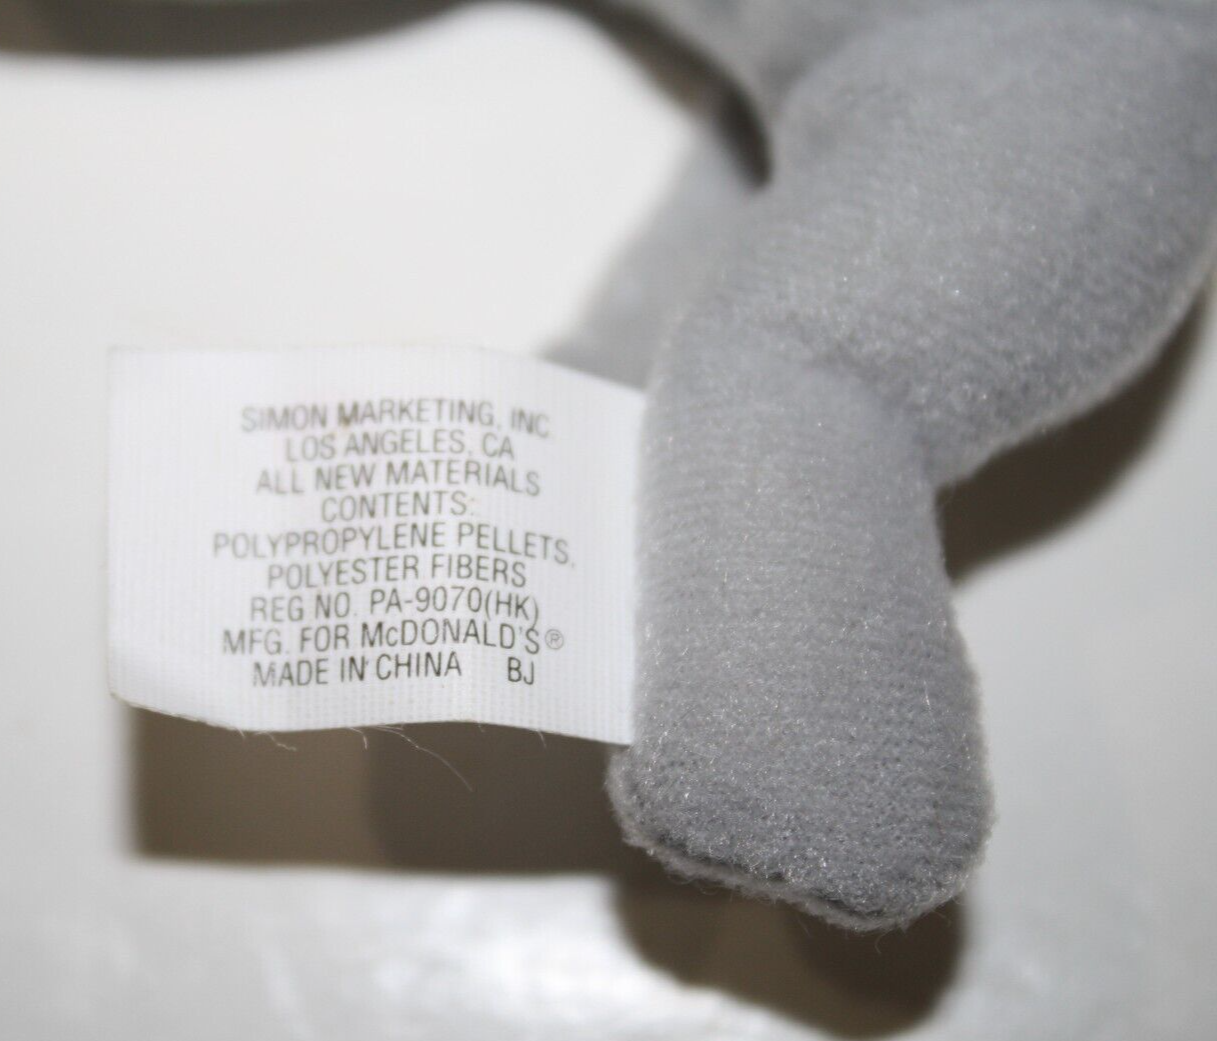 SIMON MARKETING, INC.
LOS ANGELES, CA
ALL NEW MATERIALS
CONTENTS:
POLYPROPYLENE PELLETS,
POLYESTER FIBERS
REG NO. PA-9070(HK)
MFG. FOR McDONALD'S®
MADE IN CHINA BJ